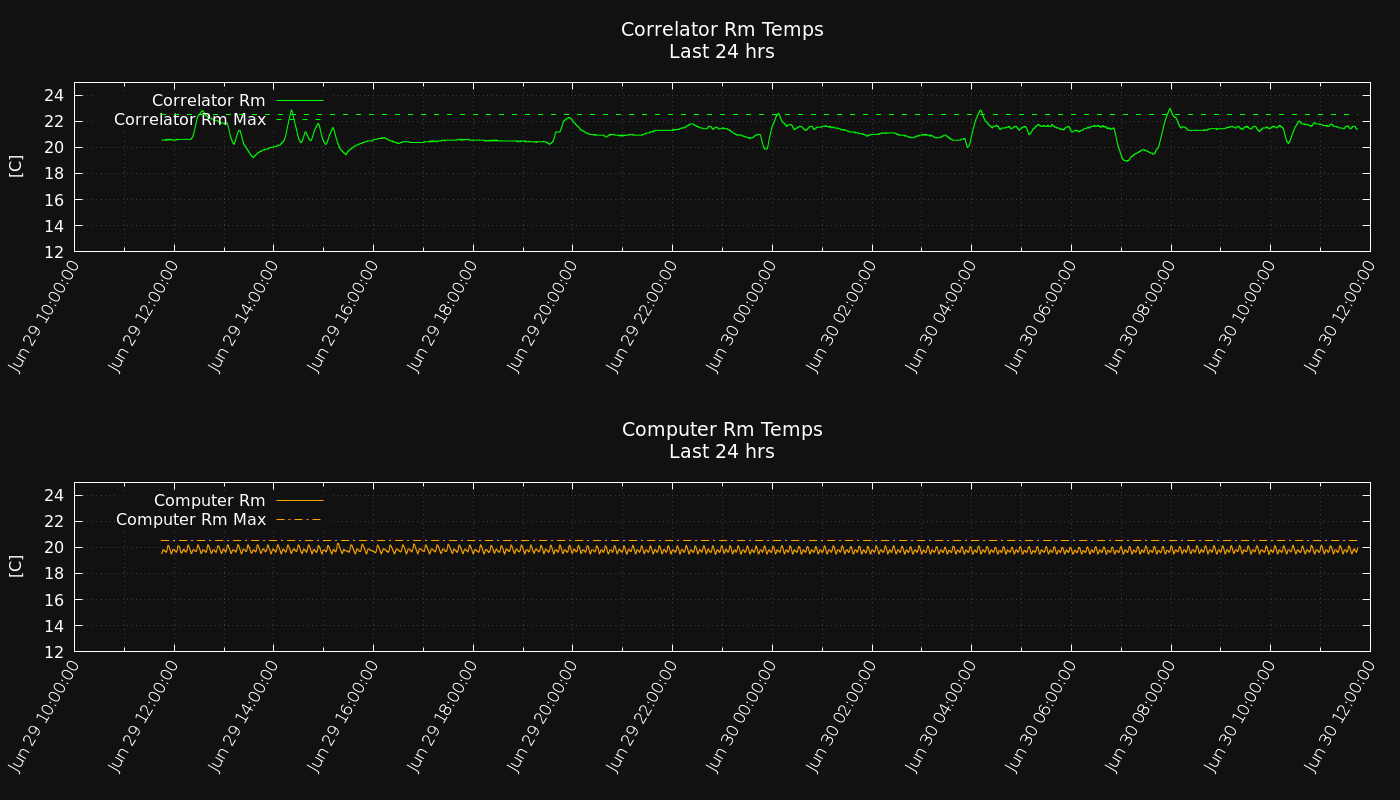 Correlator Rm Temps
Last 24 hrs
Correlator Rm
Correlator Rm Max
24
22
20
18
16
14
12
[C]
Jun 29 10:00:00
Jun 29 12:00:00
Jun 29 14:00:00
Jun 29 16:00:00
Jun 29 18:00:00
Jun 29 20:00:00
Jun 29 22:00:00
Jun 30 00:00:00
Jun 30 02:00:00
Jun 30 04:00:00
Jun 30 06:00:00
Jun 30 08:00:00
Jun 30 10:00:00
Jun 30 12:00:00
Computer Rm Temps
Last 24 hrs
Computer Rm
Computer Rm Max
24
22
20
18
16
14
12
[C]
Jun 29 10:00:00
Jun 29 12:00:00
Jun 29 14:00:00
Jun 29 16:00:00
Jun 29 18:00:00
Jun 29 20:00:00
Jun 29 22:00:00
Jun 30 00:00:00
Jun 30 02:00:00
Jun 30 04:00:00
Jun 30 06:00:00
Jun 30 08:00:00
Jun 30 10:00:00
Jun 30 12:00:00